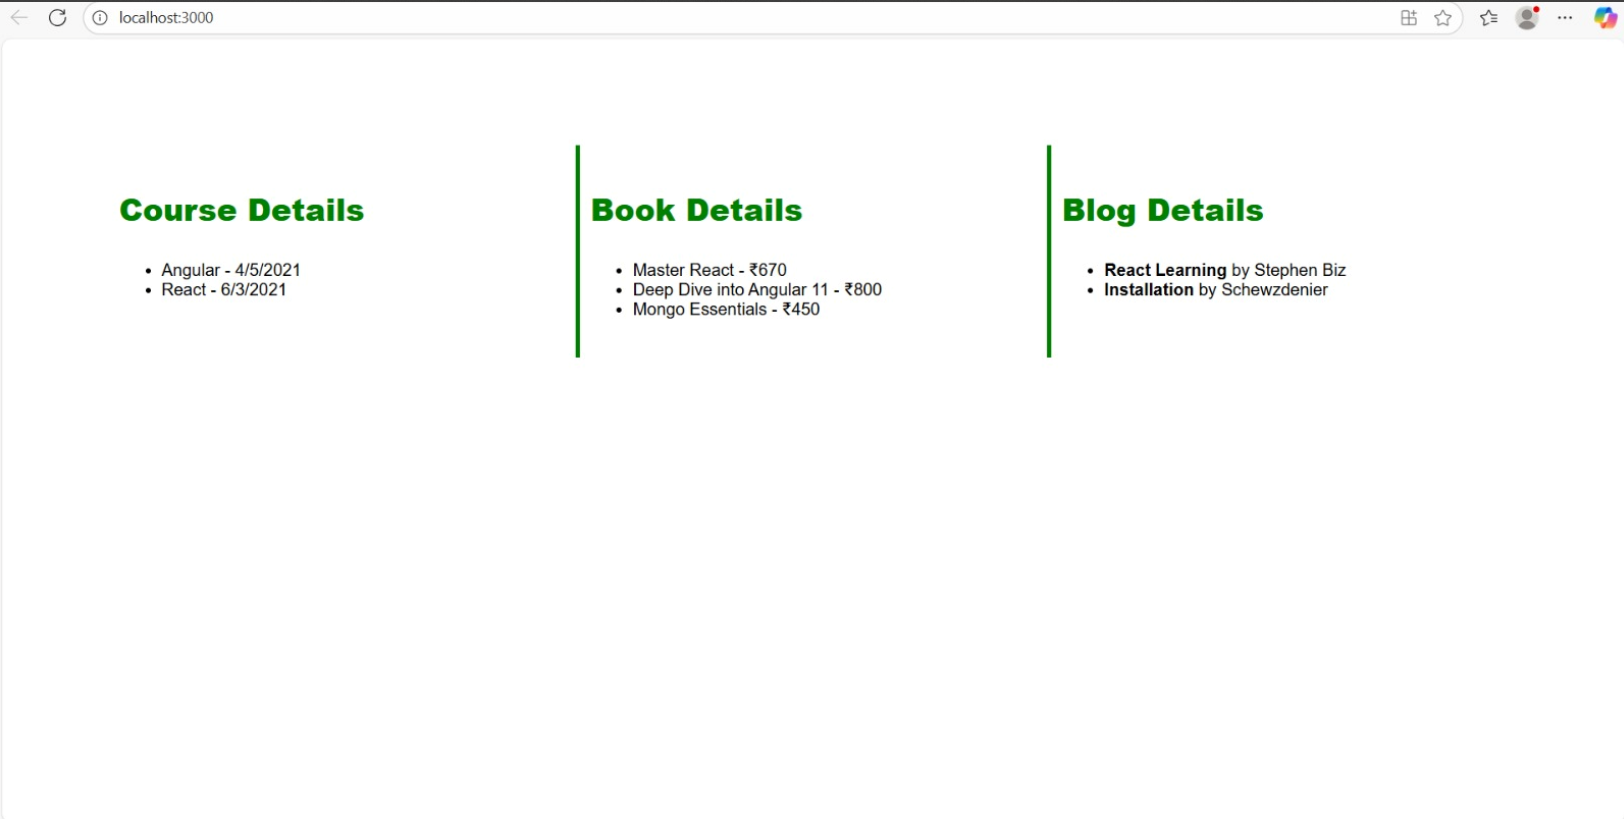 localhost:3000
Course Details
Angular - 4/5/2021
React - 6/3/2021
Book Details
Master React - ₹670
Deep Dive into Angular 11 - ₹800
Mongo Essentials - ₹450
Blog Details
React Learning by Stephen Biz
Installation by Schewzdenier